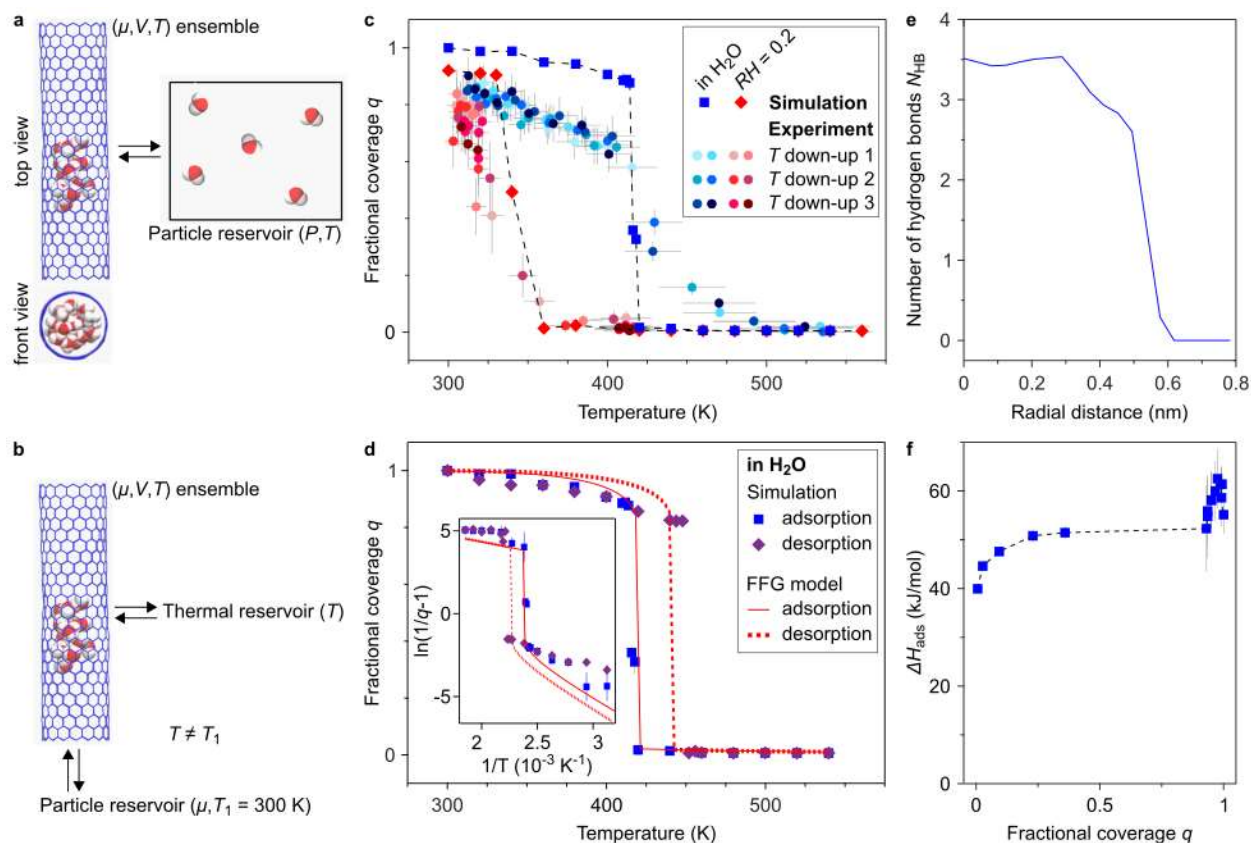 a
(μ,V,T) ensemble
top view
Particle reservoir (P,T)
front view
b
(μ,V,T) ensemble
Thermal reservoir (T)
T ≠ T1
Particle reservoir (μ,T1 = 300 K)
c
Fractional coverage q
1
0
in H2O
RH = 0.2
Simulation
Experiment
T down-up 1
T down-up 2
T down-up 3
300
400
500
Temperature (K)
d
Fractional coverage q
1
0
in H2O
Simulation
adsorption
desorption
FFG model
adsorption
desorption
ln(1/q-1)
5
0
-5
2
2.5
3
1/T (10-3 K-1)
300
400
500
Temperature (K)
e
Number of hydrogen bonds NHB
4
3
2
1
0
0
0.2
0.4
0.6
0.8
Radial distance (nm)
f
ΔHads (kJ/mol)
60
40
20
0
0
0.5
1
Fractional coverage q